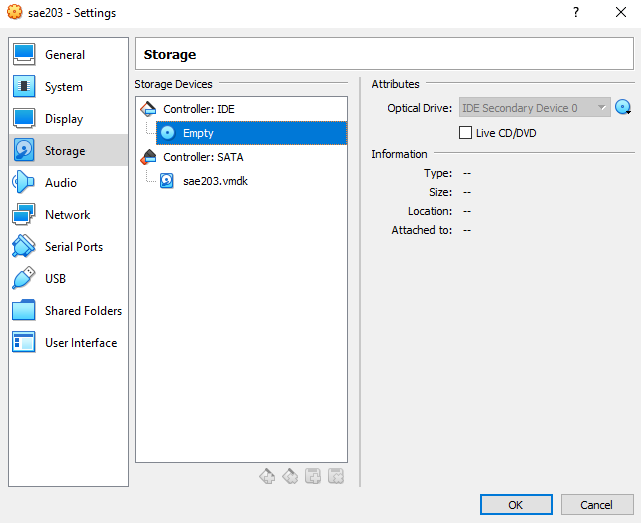 sae203 - Settings
General
System
Display
Storage
Audio
Network
Serial Ports
USB
Shared Folders
User Interface
Storage
Storage Devices
Controller: IDE
Empty
Controller: SATA
sae203.vmdk
Attributes
Optical Drive: IDE Secondary Device 0
Live CD/DVD
Information
Type: --
Size: --
Location: --
Attached to: --
OK Cancel